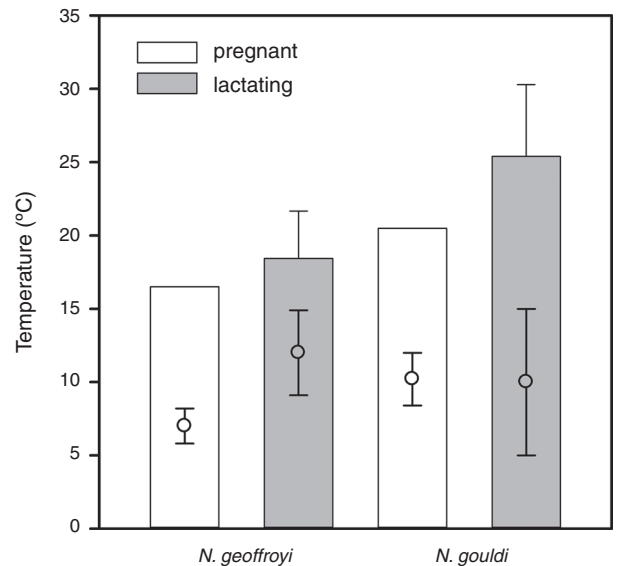 35
30
25
20
15
10
5
0
Temperature (°C)
pregnant
lactating
N. geoffroyi
N. gouldi